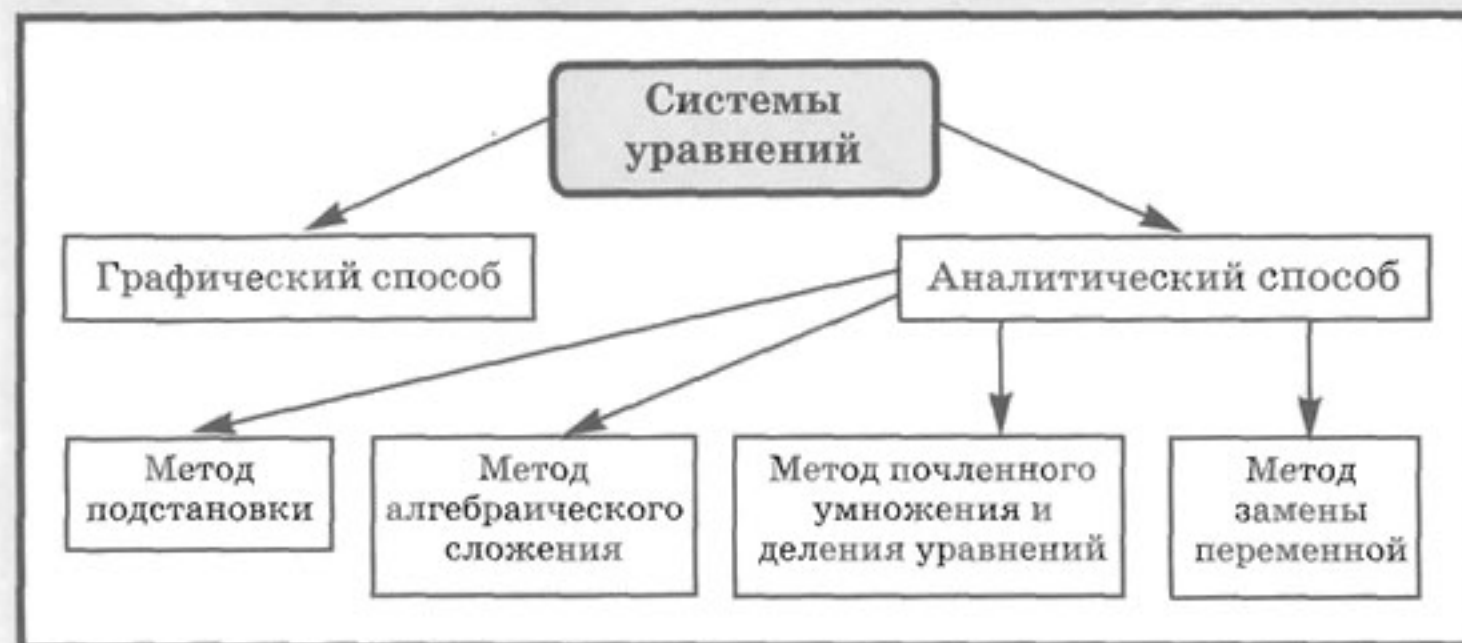 Системы
уравнений
Графический способ
Аналитический способ
Метод
подстановки
Метод
алгебраического
сложения
Метод почленного
умножения и
деления уравнений
Метод
замены
переменной